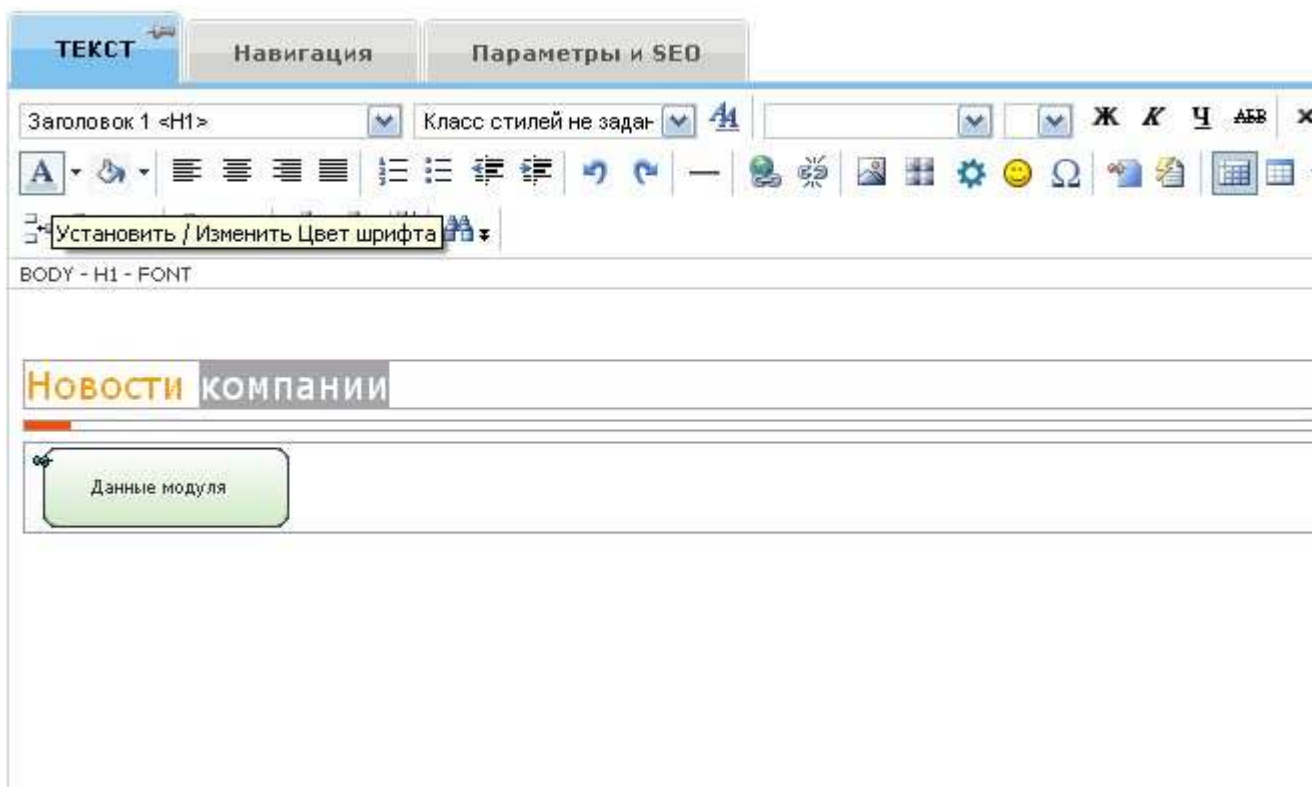 ТЕКСТ Навигация Параметры и SEO
Заголовок 1 <H1> Класс стилей не задан Ж К Ч АБВ
Установить / Изменить Цвет шрифта
BODY - H1 - FONT
Новости компании
Данные модуля